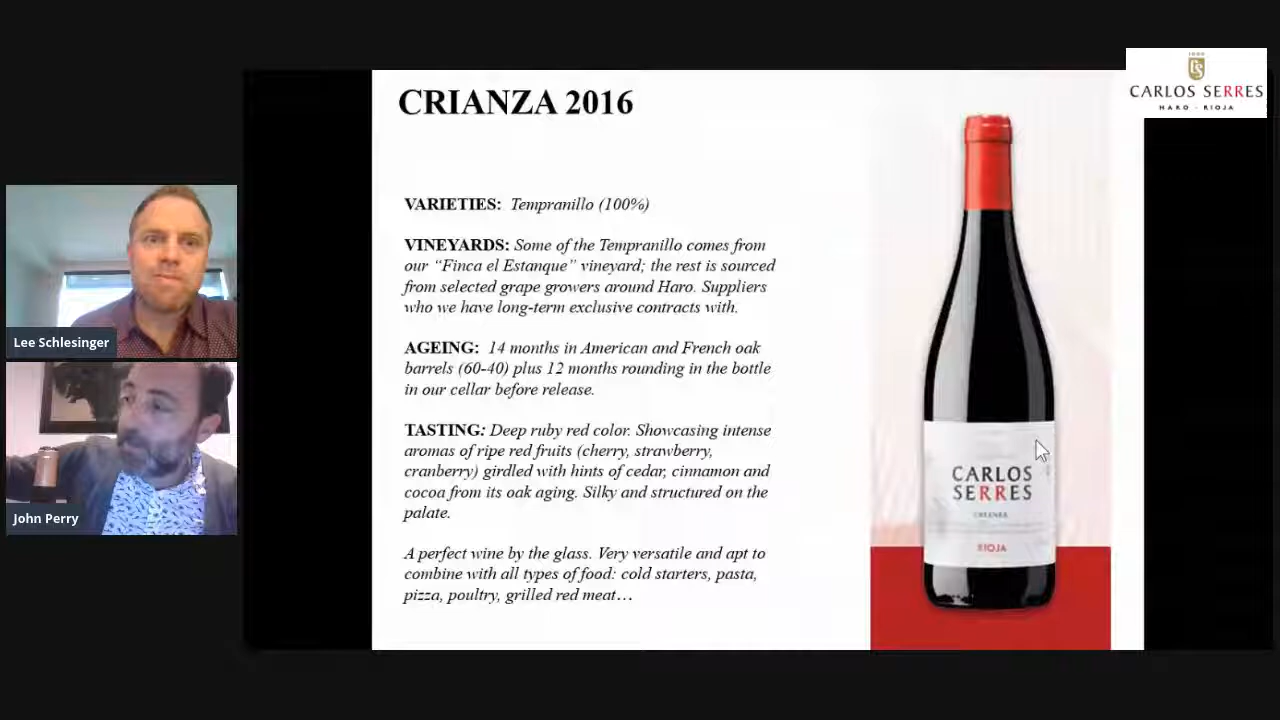 CRIANZA 2016
CARLOS SERRES
HARO - RIOJA
VARIETIES: Tempranillo (100%)
VINEYARDS: Some of the Tempranillo comes from
our “Finca el Estanque” vineyard; the rest is sourced
from selected grape growers around Haro. Suppliers
who we have long-term exclusive contracts with.
AGEING: 14 months in American and French oak
barrels (60-40) plus 12 months rounding in the bottle
in our cellar before release.
TASTING: Deep ruby red color. Showcasing intense
aromas of ripe red fruits (cherry, strawberry,
cranberry) girdled with hints of cedar, cinnamon and
cocoa from its oak aging. Silky and structured on the
palate.
A perfect wine by the glass. Very versatile and apt to
combine with all types of food: cold starters, pasta,
pizza, poultry, grilled red meat…
CARLOS
SERRES
CRIANZA
RIOJA
Lee Schlesinger
John Perry